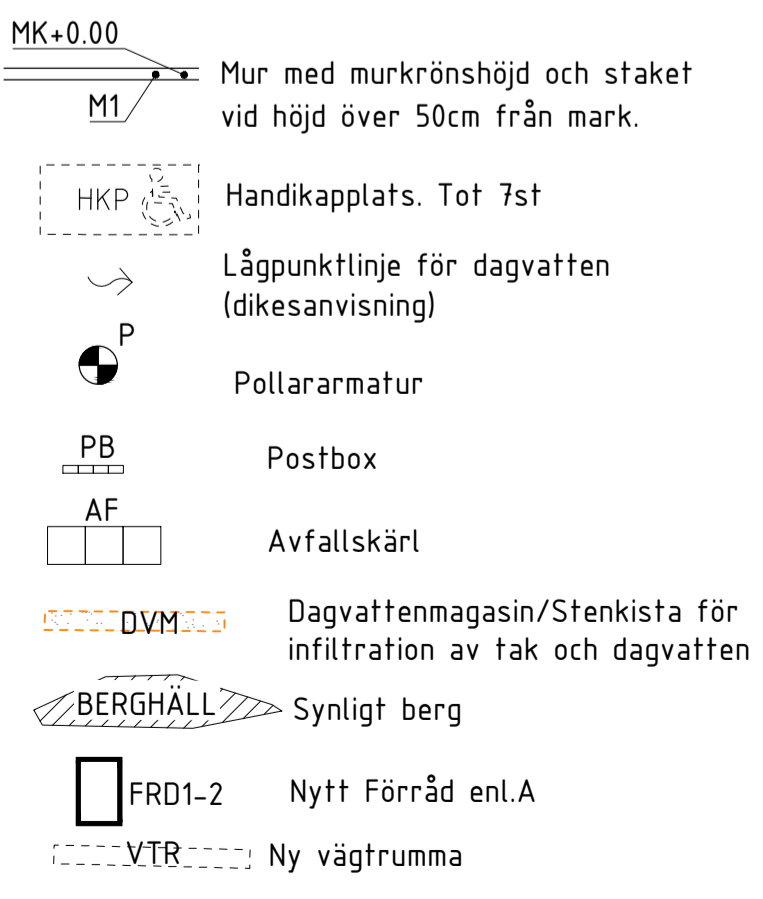 MK+0.00
M1
Mur med murkrönshöjd och staket
vid höjd över 50cm från mark.
HKP
Handikapplats. Tot 7st
Lågpunktlinje för dagvatten
(dikesanvisning)
P
Pollararmatur
PB
Postbox
AF
Avfallskärl
DVM
Dagvattenmagasin/Stenkista för
infiltration av tak och dagvatten
BERGHÄLL
Synligt berg
FRD1-2
Nytt Förråd enl.A
VTR
Ny vägtrumma